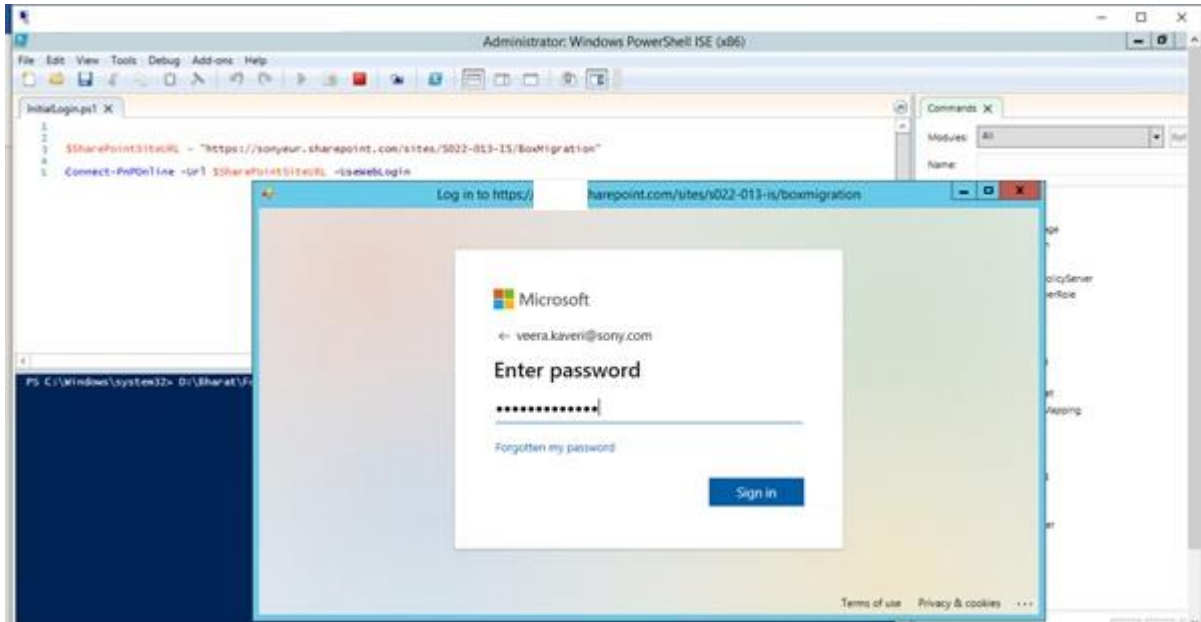 Administrator: Windows PowerShell ISE (x86)
File Edit View Tools Debug Add-ons Help
InitialLogin.ps1 X
Commands X
1
2
3 $SharePointSiteURL = "https://sonyeur.sharepoint.com/sites/S022-013-IS/BoxMigration"
4
5 Connect-PnPOnline -Url $SharePointSiteURL -UseWebLogin
Modules: All
Name:
Log in to https:// harepoint.com/sites/s022-013-is/boxmigration
Microsoft
← veera.kaveri@sony.com
Enter password
•••••••••••••
Forgotten my password
Sign in
Terms of use Privacy & cookies ...
PS C:\Windows\system32> D:\Bharat\
olicyServer
erRole
Mapping